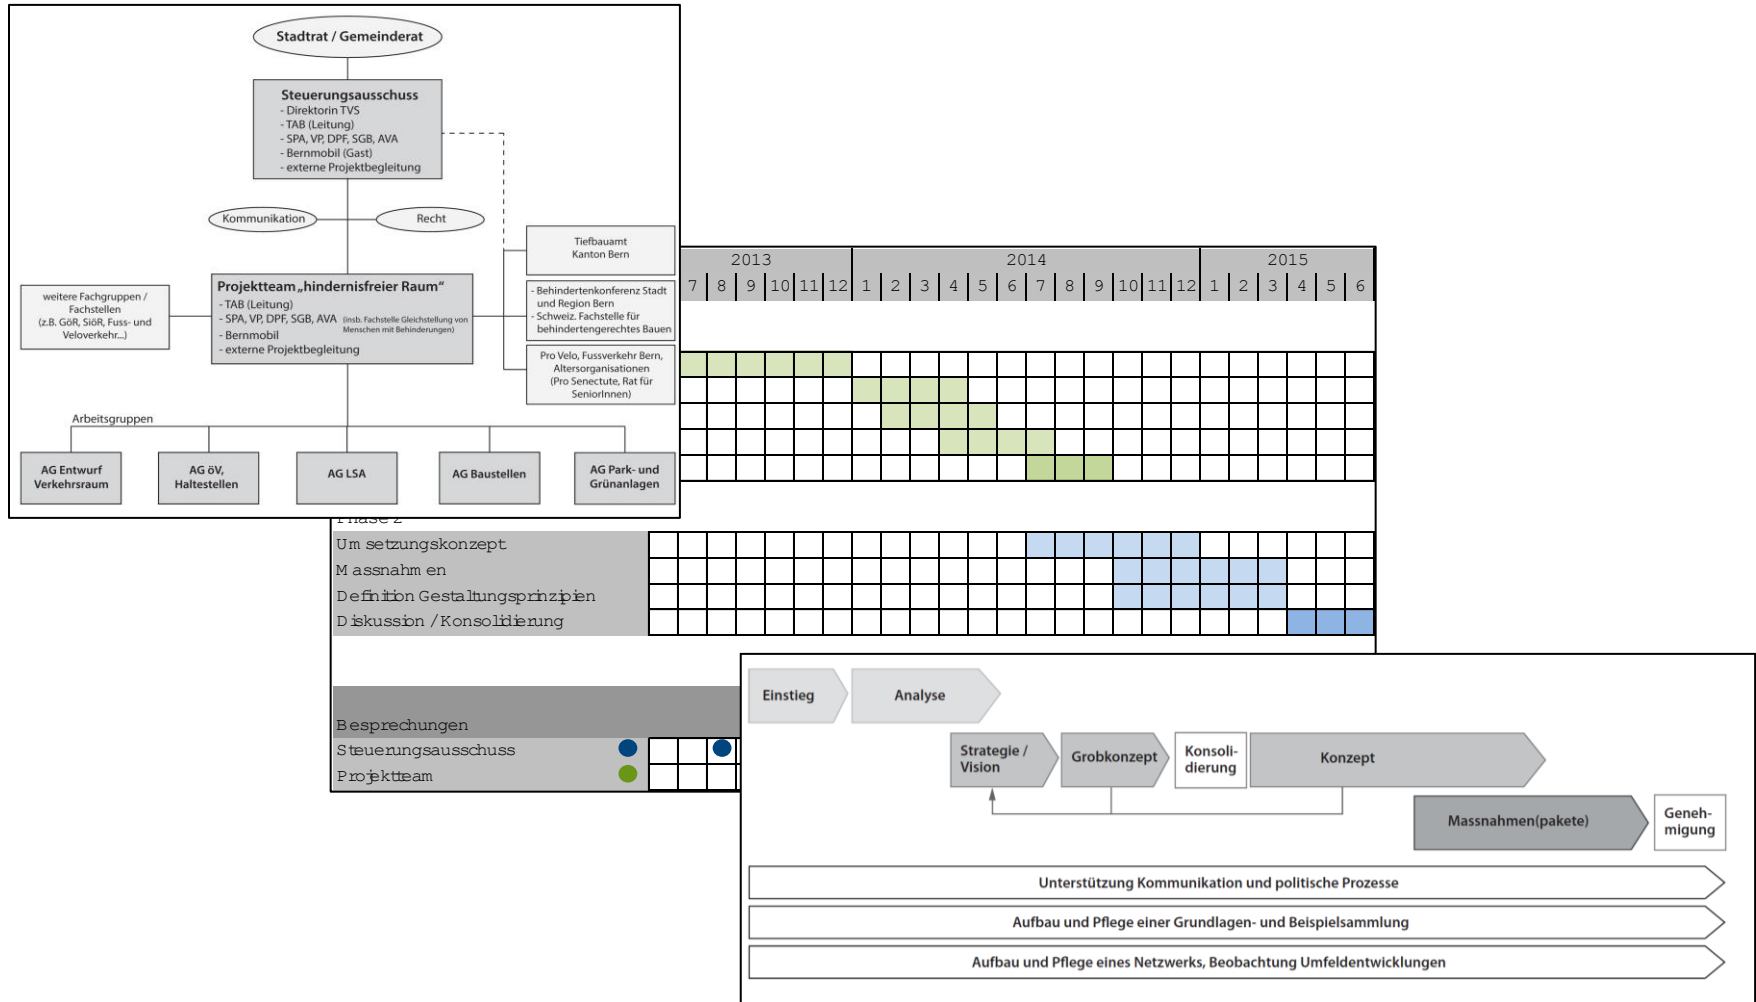 Stadtrat / Gemeinderat
Steuerungsausschuss
- Direktorin TVS
- TAB (Leitung)
- SPA, VP, DPF, SGB, AVA
- Bernmobil (Gast)
- externe Projektbegleitung
Kommunikation
Recht
Tiefbauamt
Kanton Bern
weitere Fachgruppen /
Fachstellen
(z.B. GöR, SiöR, Fuss- und
Veloverkehr...)
Projektteam „hindernisfreier Raum“
- TAB (Leitung)
- SPA, VP, DPF, SGB, AVA (insb. Fachstelle Gleichstellung von
Menschen mit Behinderungen)
- Bernmobil
- externe Projektbegleitung
- Behindertenkonferenz Stadt
und Region Bern
- Schweiz. Fachstelle für
behindertengerechtes Bauen
Pro Velo, Fussverkehr Bern,
Altersorganisationen
(Pro Senectute, Rat für
SeniorInnen)
Arbeitsgruppen
AG Entwurf
Verkehrsraum
AG öV,
Haltestellen
AG LSA
AG Baustellen
AG Park- und
Grünanlagen
2013 2014 2015
7 8 9 10 11 12 1 2 3 4 5 6 7 8 9 10 11 12 1 2 3 4 5 6
Phase 2
Umsetzungskonzept
Massnahmen
Definition Gestaltungsprinzipien
Diskussion / Konsolidierung
Besprechungen
Steuerungsausschuss
Projektteam
Einstieg
Analyse
Strategie /
Vision
Grobkonzept
Konsoli-
dierung
Konzept
Massnahmen(pakete)
Geneh-
migung
Unterstützung Kommunikation und politische Prozesse
Aufbau und Pflege einer Grundlagen- und Beispielsammlung
Aufbau und Pflege eines Netzwerks, Beobachtung Umfeldentwicklungen